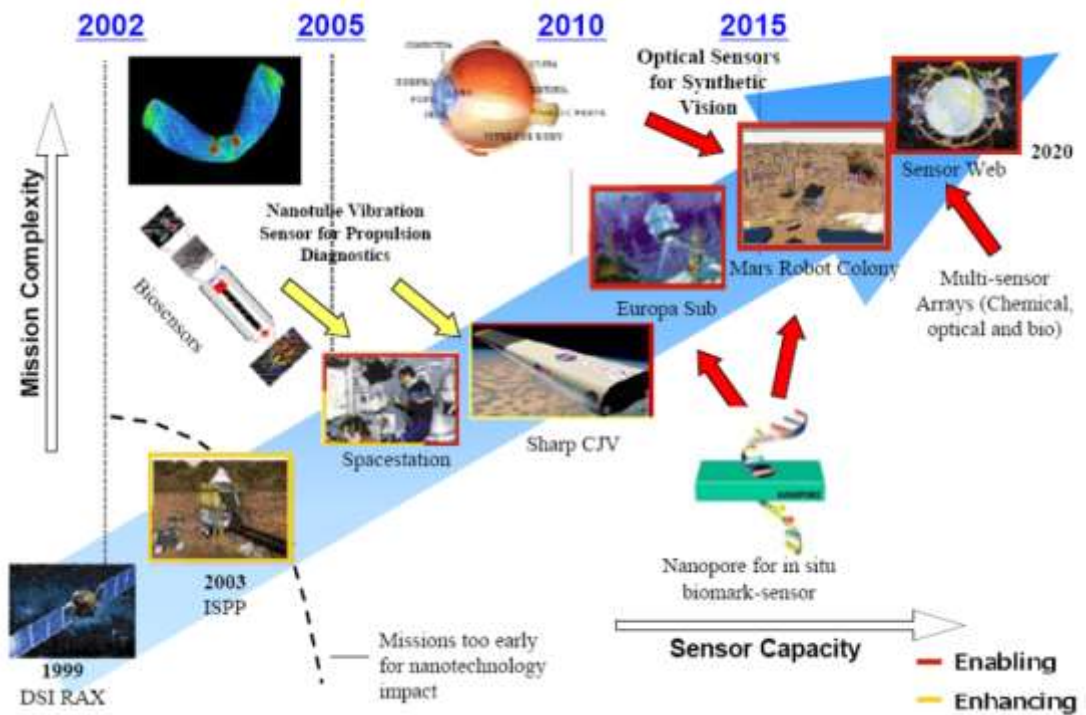 2002
2005
2010
2015
Optical Sensors
for Synthetic
Vision
2020
Sensor Web
Mission Complexity
Nanotube Vibration
Sensor for Propulsion
Diagnostics
Biosensors
Mars Robot Colony
Europa Sub
Multi-sensor
Arrays (Chemical,
optical and bio)
Spacestation
Sharp CJV
2003
ISPP
Nanopore for in situ
biomark-sensor
1999
DSI RAX
Missions too early
for nanotechnology
impact
Sensor Capacity
Enabling
Enhancing